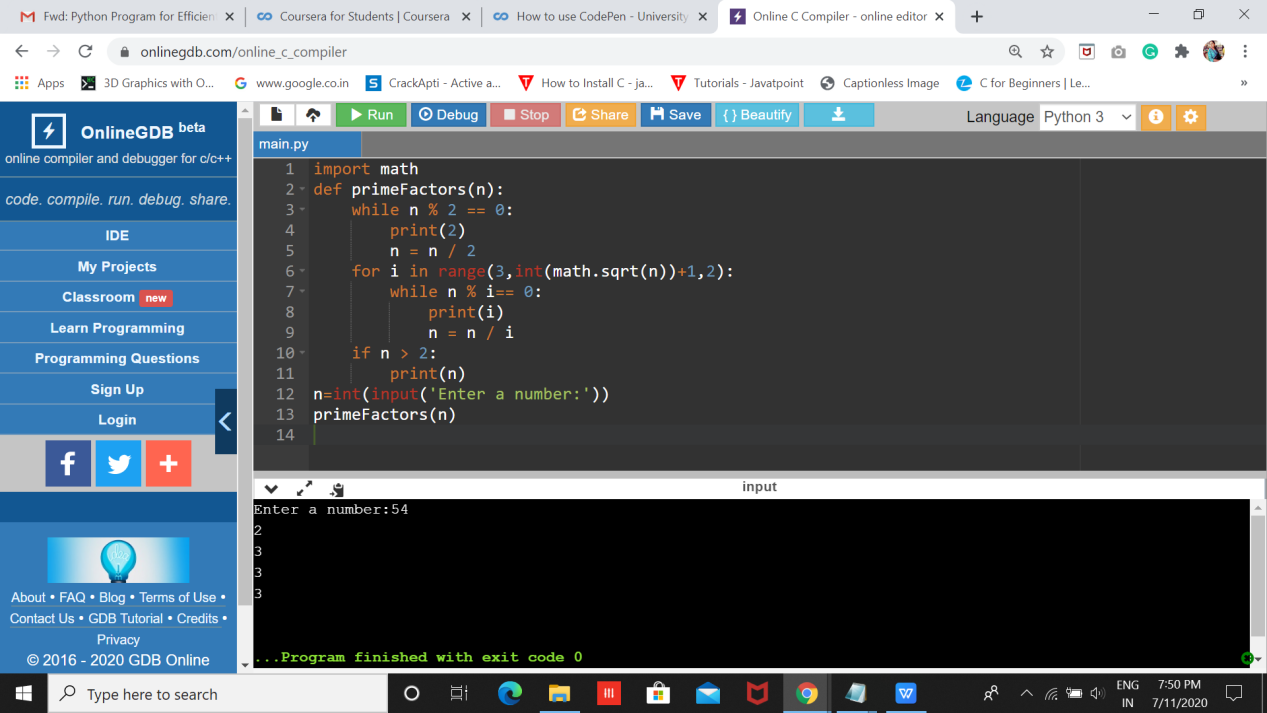 Fwd: Python Program for Efficien
Coursera for Students | Coursera
How to use CodePen - University
Online C Compiler - online editor
onlinegdb.com/online_c_compiler
Apps
3D Graphics with O...
www.google.co.in
CrackApti - Active a...
How to Install C - ja...
Tutorials - Javatpoint
Captionless Image
C for Beginners | Le...
»
OnlineGDB beta
online compiler and debugger for c/c++
code. compile. run. debug. share.
IDE
My Projects
Classroom new
Learn Programming
Programming Questions
Sign Up
Login
About • FAQ • Blog • Terms of Use •
Contact Us • GDB Tutorial • Credits •
Privacy
© 2016 - 2020 GDB Online
Run
Debug
Stop
Share
Save
{ } Beautify
Language Python 3
main.py
1 import math
2 def primeFactors(n):
3 while n % 2 == 0:
4 print(2)
5 n = n / 2
6 for i in range(3,int(math.sqrt(n))+1,2):
7 while n % i== 0:
8 print(i)
9 n = n / i
10 if n > 2:
11 print(n)
12 n=int(input('Enter a number:'))
13 primeFactors(n)
14
input
Enter a number:54
2
3
3
3
...Program finished with exit code 0
Type here to search
ENG
IN
7:50 PM
7/11/2020